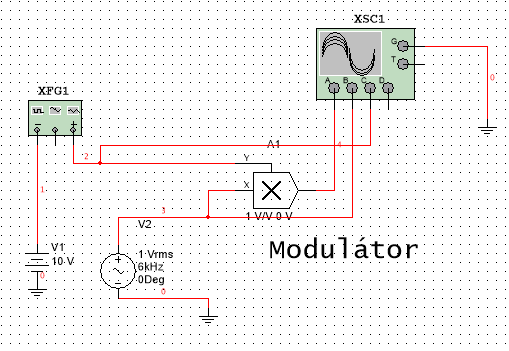 XSC1
G
T
A B C D
XFG1
0
A1
4
2
Y
X
1
3
1 V/V 0 V
V2
V1
10 V
0
1 Vrms
6kHz
0Deg
0
Modulátor